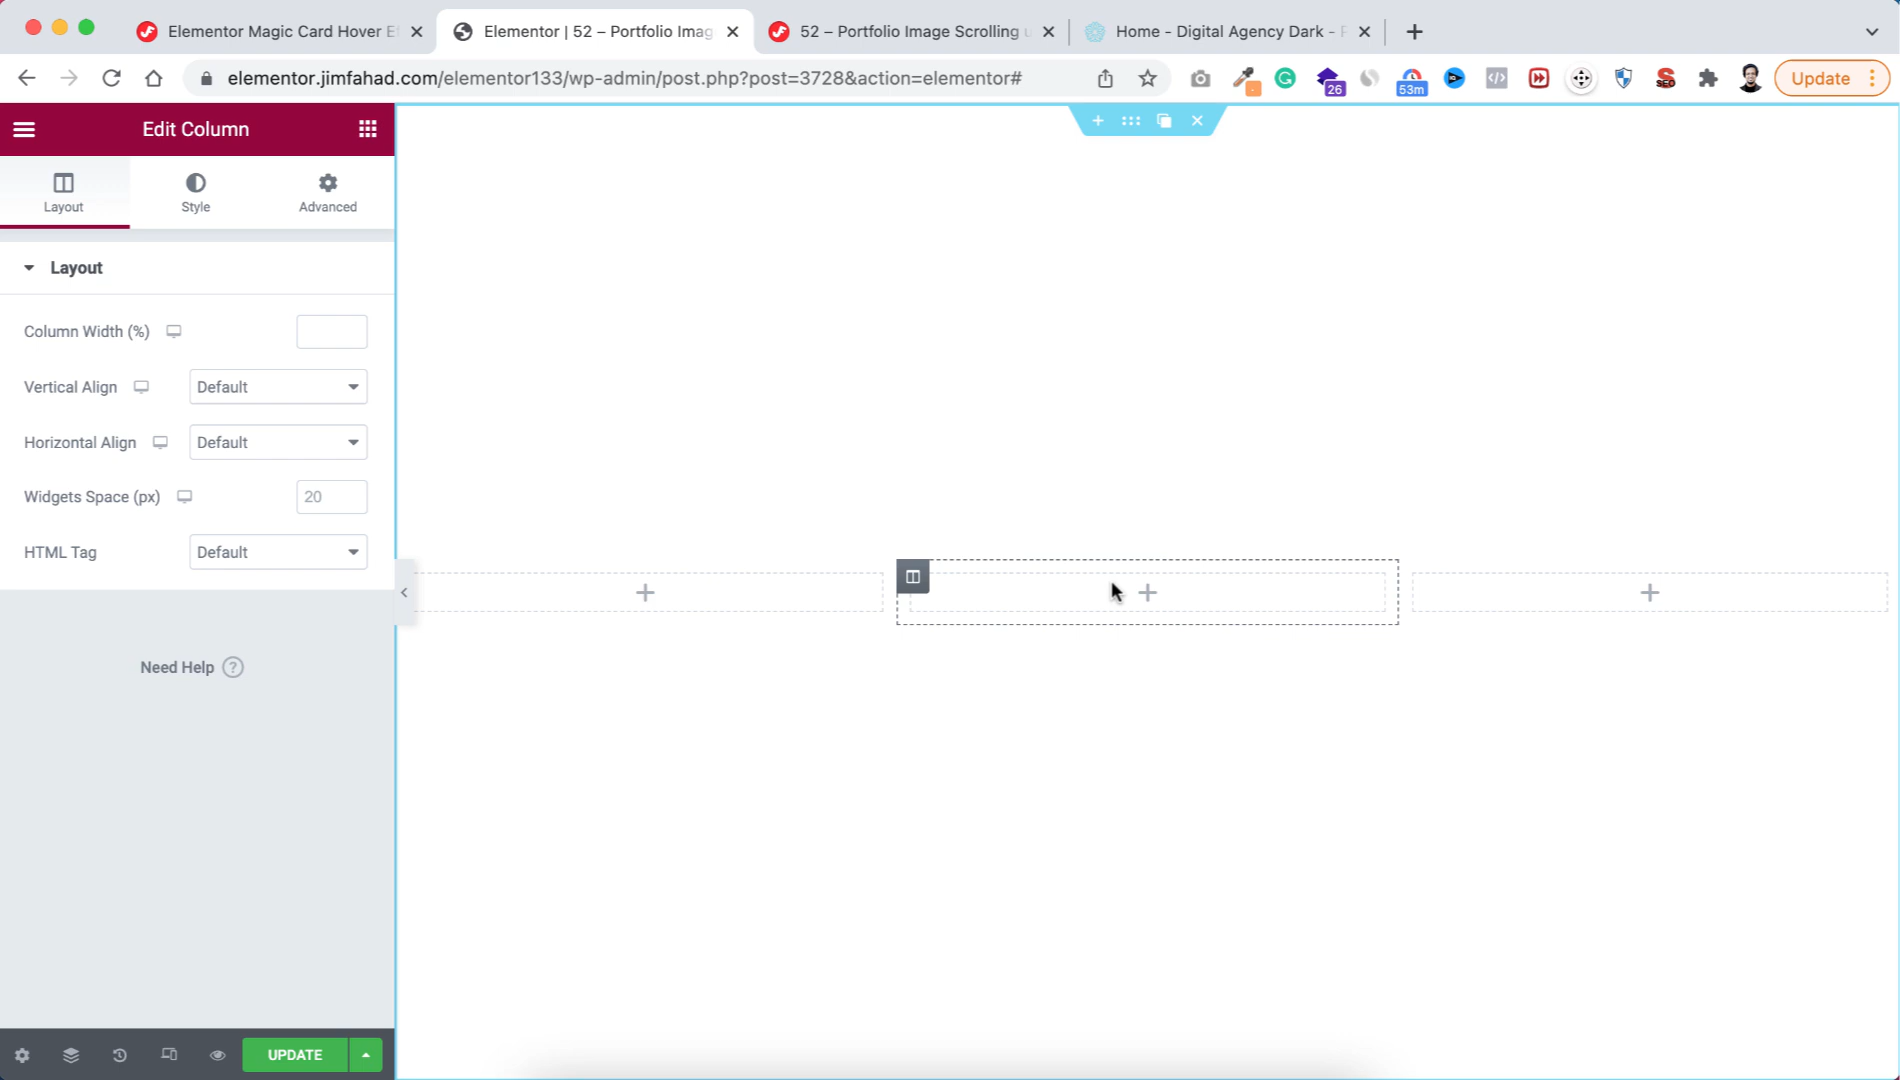 Elementor Magic Card Hover Ef
Elementor | 52 – Portfolio Imag
52 – Portfolio Image Scrolling u
Home - Digital Agency Dark - P
elementor.jimfahad.com/elementor133/wp-admin/post.php?post=3728&action=elementor#
26
53m
SEO
Update
Edit Column
Layout
Style
Advanced
Layout
Column Width (%)
Vertical Align
Default
Horizontal Align
Default
Widgets Space (px)
20
HTML Tag
Default
Need Help ?
UPDATE